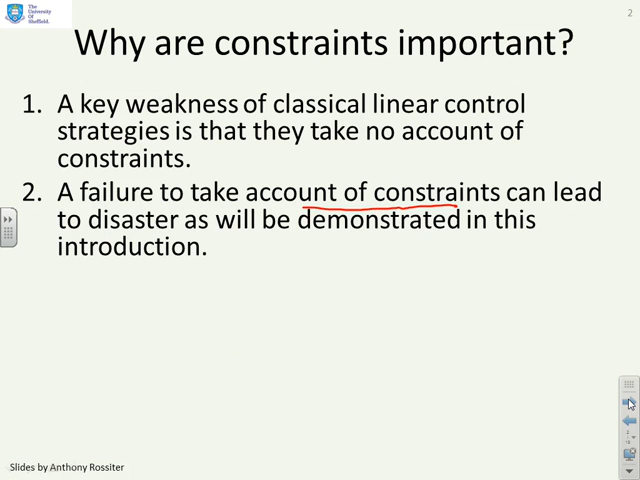 The
University
Of
Sheffield.
2
Why are constraints important?
1. A key weakness of classical linear control
strategies is that they take no account of
constraints.
2. A failure to take account of constraints can lead
to disaster as will be demonstrated in this
introduction.
Slides by Anthony Rossiter